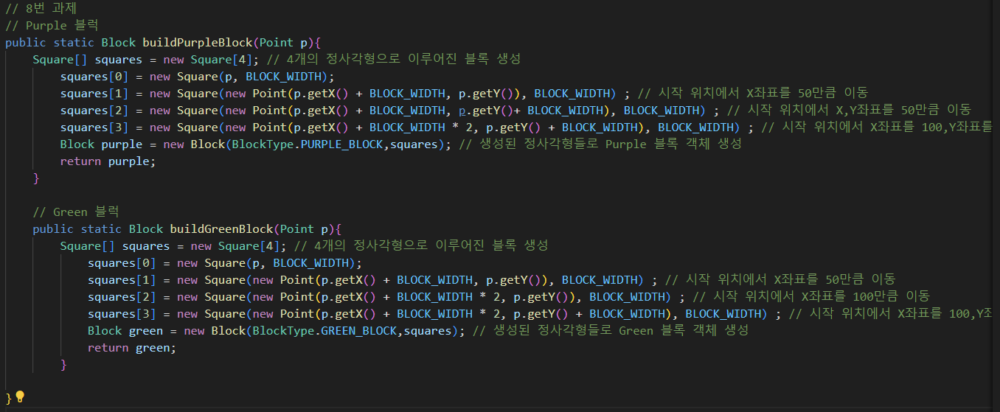 // 8번 과제
// Purple 블럭
public static Block buildPurpleBlock(Point p){
Square[] squares = new Square[4]; // 4개의 정사각형으로 이루어진 블록 생성
squares[0] = new Square(p, BLOCK_WIDTH);
squares[1] = new Square(new Point(p.getX() + BLOCK_WIDTH, p.getY()), BLOCK_WIDTH) ; // 시작 위치에서 X좌표를 50만큼 이동
squares[2] = new Square(new Point(p.getX() + BLOCK_WIDTH, p.getY()+ BLOCK_WIDTH), BLOCK_WIDTH) ; // 시작 위치에서 X,Y좌표를 50만큼 이동
squares[3] = new Square(new Point(p.getX() + BLOCK_WIDTH * 2, p.getY() + BLOCK_WIDTH), BLOCK_WIDTH) ; // 시작 위치에서 X좌표를 100,Y좌표를
Block purple = new Block(BlockType.PURPLE_BLOCK,squares); // 생성된 정사각형들로 Purple 블록 객체 생성
return purple;
}
// Green 블럭
public static Block buildGreenBlock(Point p){
Square[] squares = new Square[4]; // 4개의 정사각형으로 이루어진 블록 생성
squares[0] = new Square(p, BLOCK_WIDTH);
squares[1] = new Square(new Point(p.getX() + BLOCK_WIDTH, p.getY()), BLOCK_WIDTH) ; // 시작 위치에서 X좌표를 50만큼 이동
squares[2] = new Square(new Point(p.getX() + BLOCK_WIDTH * 2, p.getY()), BLOCK_WIDTH) ; // 시작 위치에서 X좌표를 100만큼 이동
squares[3] = new Square(new Point(p.getX() + BLOCK_WIDTH * 2, p.getY() + BLOCK_WIDTH), BLOCK_WIDTH) ; // 시작 위치에서 X좌표를 100,Y좌
Block green = new Block(BlockType.GREEN_BLOCK,squares); // 생성된 정사각형들로 Green 블록 객체 생성
return green;
}
}